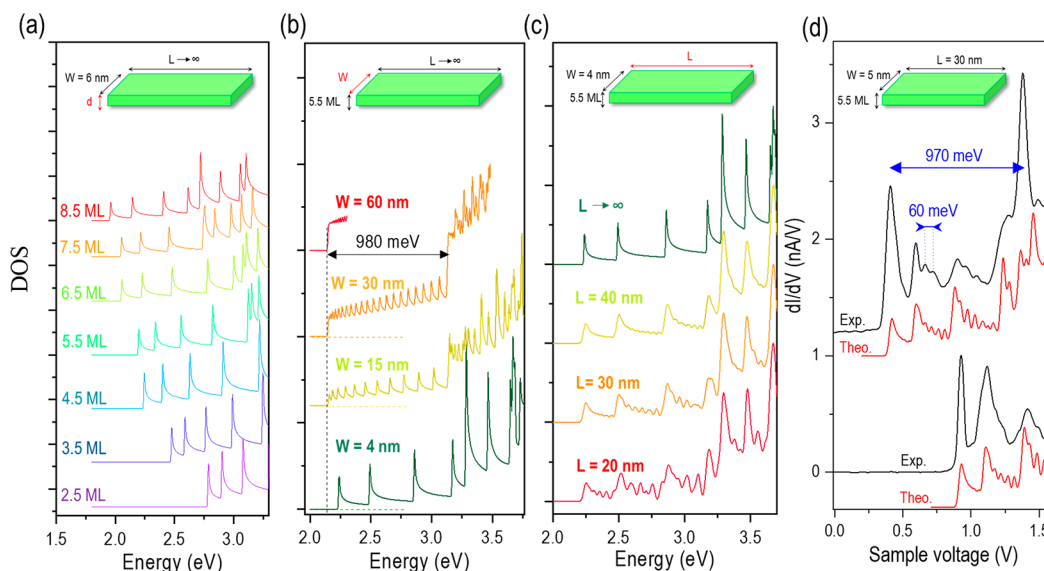 (a)
L→∞
W = 6 nm
d
8.5 ML
7.5 ML
6.5 ML
5.5 ML
4.5 ML
3.5 ML
2.5 ML
DOS
1.5 2.0 2.5 3.0
Energy (eV)
(b)
L→∞
W
5.5 ML
W = 60 nm
980 meV
W = 30 nm
W = 15 nm
W = 4 nm
2.0 2.5 3.0 3.5
Energy (eV)
(c)
L
W = 4 nm
5.5 ML
L → ∞
L = 40 nm
L= 30 nm
L= 20 nm
2.0 2.5 3.0 3.5
Energy (eV)
(d)
L = 30 nm
W = 5 nm
5.5 ML
970 meV
60 meV
Exp.
Theo.
Exp.
Theo.
3
2
1
0
dI/dV (nA/V)
0.0 0.5 1.0 1.5
Sample voltage (V)